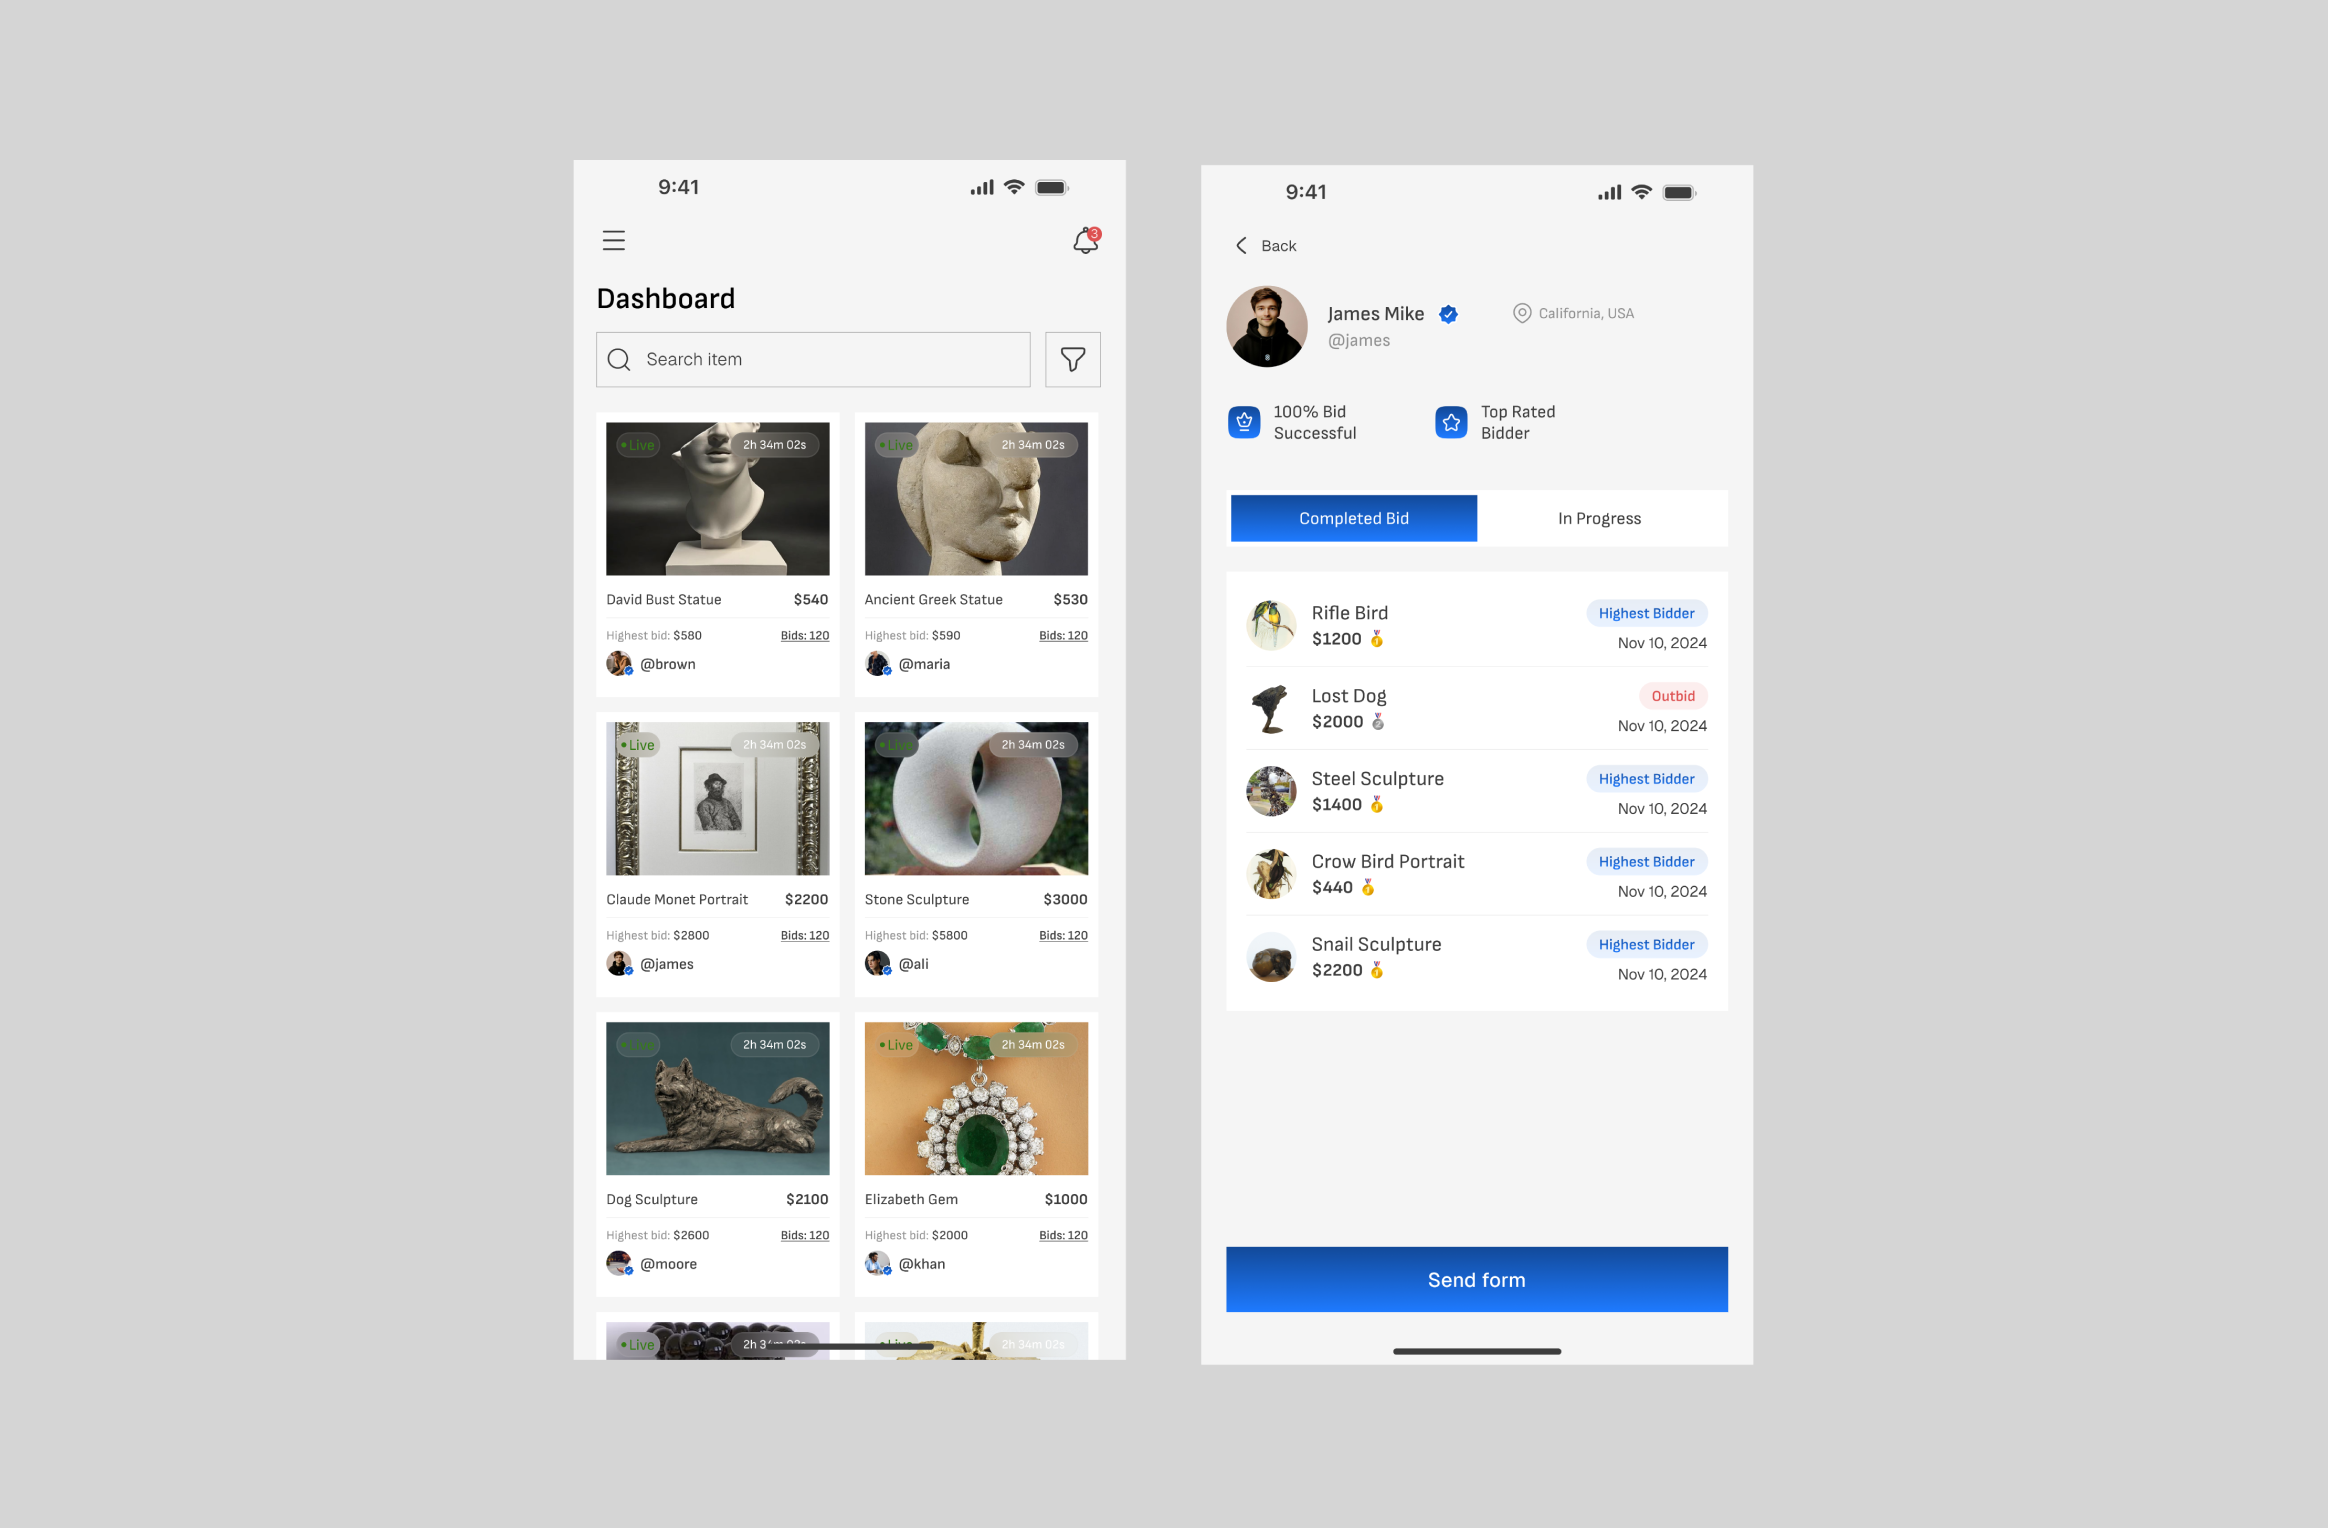 9:41
3
Dashboard
Search item
Live
2h 34m 02s
Live
2h 34m 02s
David Bust Statue
$540
Ancient Greek Statue
$530
Highest bid: $580
Bids: 120
Highest bid: $590
Bids: 120
@brown
@maria
Live
2h 34m 02s
Live
2h 34m 02s
Claude Monet Portrait
$2200
Stone Sculpture
$3000
Highest bid: $2800
Bids: 120
Highest bid: $5800
Bids: 120
@james
@ali
Live
2h 34m 02s
Live
2h 34m 02s
Dog Sculpture
$2100
Elizabeth Gem
$1000
Highest bid: $2600
Bids: 120
Highest bid: $2000
Bids: 120
@moore
@khan
Live
2h 34m 02s
Live
2h 34m 02s
9:41
Back
James Mike
California, USA
@james
100% Bid
Successful
Top Rated
Bidder
Completed Bid
In Progress
Rifle Bird
Highest Bidder
$1200
Nov 10, 2024
Lost Dog
Outbid
$2000
Nov 10, 2024
Steel Sculpture
Highest Bidder
$1400
Nov 10, 2024
Crow Bird Portrait
Highest Bidder
$440
Nov 10, 2024
Snail Sculpture
Highest Bidder
$2200
Nov 10, 2024
Send form